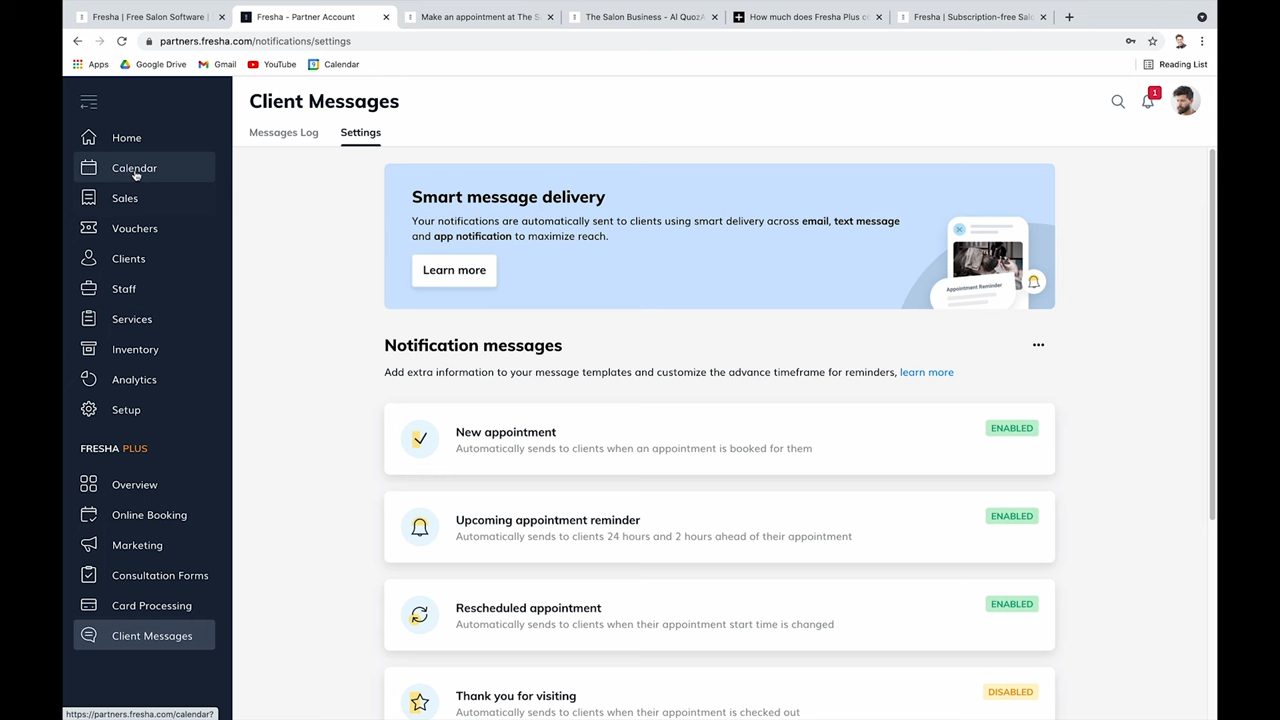 Fresha | Free Salon Software |
Fresha - Partner Account
Make an appointment at The S
The Salon Business - AI QuozA
How much does Fresha Plus co
Fresha | Subscription-free Salo
partners.fresha.com/notifications/settings
Apps
Google Drive
Gmail
YouTube
Calendar
Reading List
Home
Calendar
Sales
Vouchers
Clients
Staff
Services
Inventory
Analytics
Setup
FRESHA PLUS
Overview
Online Booking
Marketing
Consultation Forms
Card Processing
Client Messages
https://partners.fresha.com/calendar?
Client Messages
1
Messages Log
Settings
Smart message delivery
Your notifications are automatically sent to clients using smart delivery across email, text message
and app notification to maximize reach.
Learn more
Appointment Reminder
Notification messages
Add extra information to your message templates and customize the advance timeframe for reminders, learn more
New appointment
ENABLED
Automatically sends to clients when an appointment is booked for them
Upcoming appointment reminder
ENABLED
Automatically sends to clients 24 hours and 2 hours ahead of their appointment
Rescheduled appointment
ENABLED
Automatically sends to clients when their appointment start time is changed
Thank you for visiting
DISABLED
Automatically sends to clients when their appointment is checked out